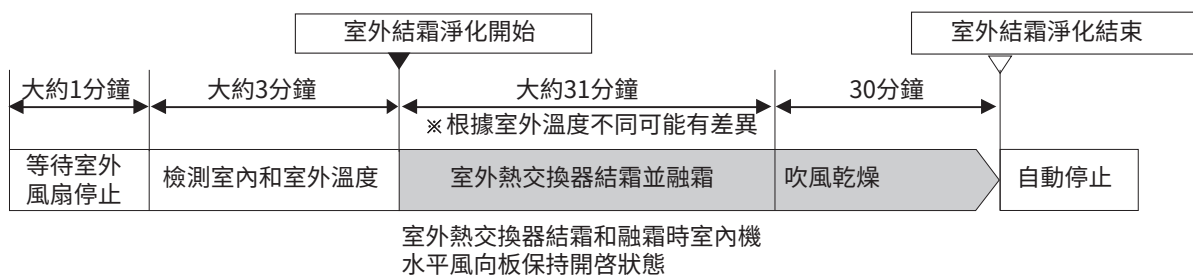 室外結霜淨化開始
室外結霜淨化結束
大約1分鐘
大約3分鐘
大約31分鐘
30分鐘
※根據室外溫度不同可能有差異
等待室外
風扇停止
檢測室內和室外溫度
室外熱交換器結霜並融霜
吹風乾燥
自動停止
室外熱交換器結霜和融霜時室內機
水平風向板保持開啓狀態